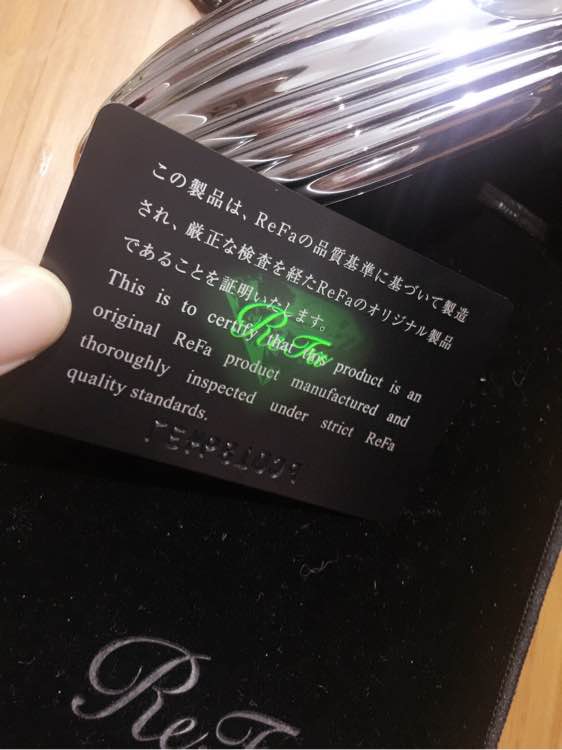 この製品は、ReFaの品質基準に基づいて製造
され、厳正な検査を経たReFaのオリジナル製品
であることを証明いたします。
This is to certify that this product is an
original ReFa product manufactured and
thoroughly inspected under strict ReFa
quality standards.
ReFa